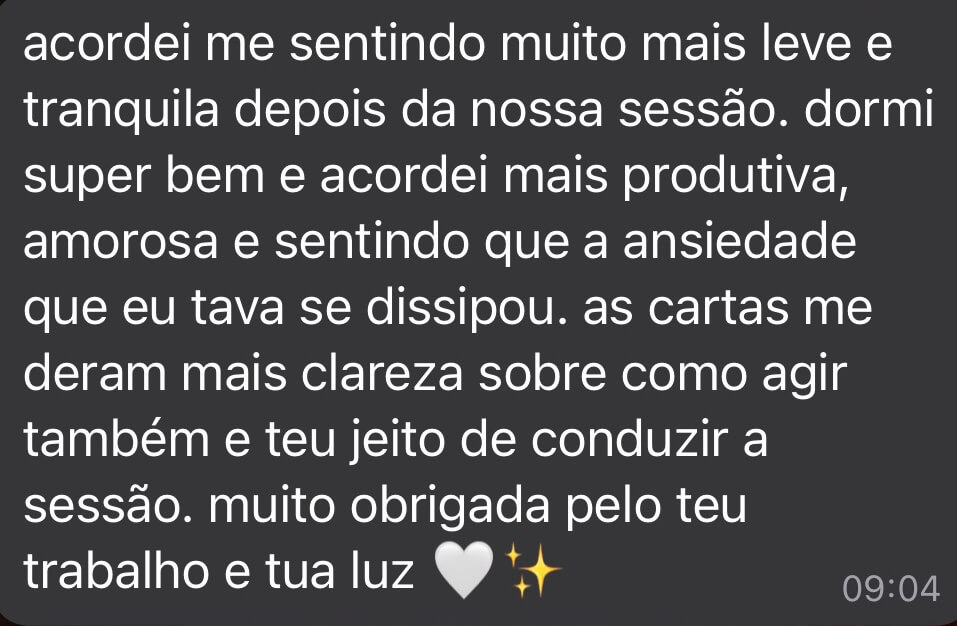 acordei me sentindo muito mais leve e
tranquila depois da nossa sessão. dormi
super bem e acordei mais produtiva,
amorosa e sentindo que a ansiedade
que eu tava se dissipou. as cartas me
deram mais clareza sobre como agir
também e teu jeito de conduzir a
sessão. muito obrigada pelo teu
trabalho e tua luz 🤍✨
09:04